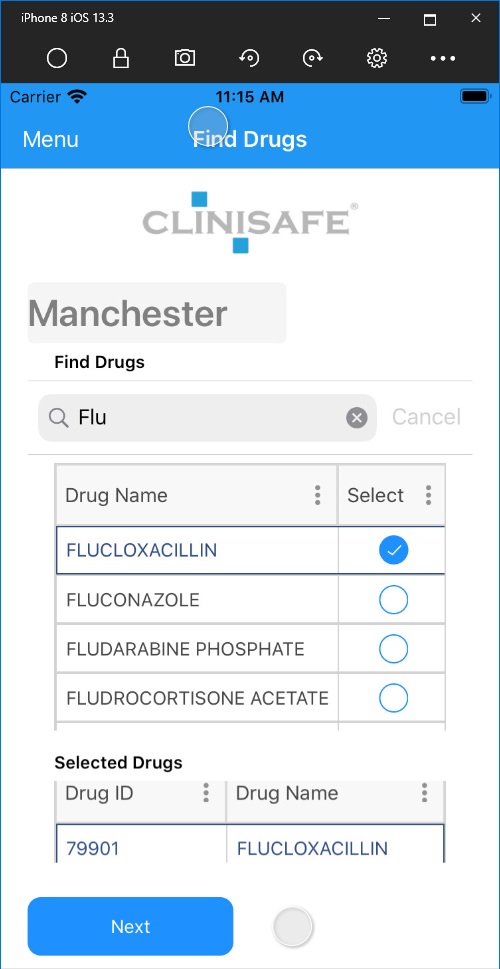 iPhone 8 iOS 13.3
Carrier 11:15 AM
Menu Find Drugs
CLINISAFE®
Manchester
Find Drugs
Flu Cancel
Drug Name Select
FLUCLOXACILLIN
FLUCONAZOLE
FLUDARABINE PHOSPHATE
FLUDROCORTISONE ACETATE
Selected Drugs
Drug ID Drug Name
79901 FLUCLOXACILLIN
Next